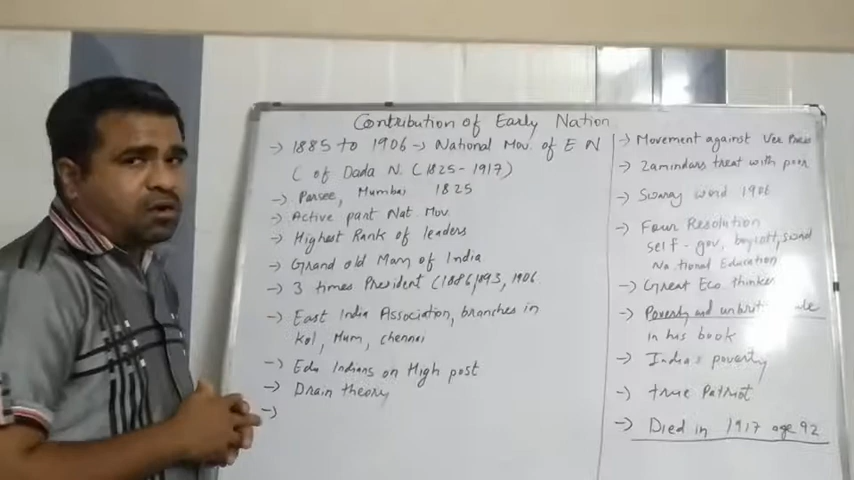 Contribution of Early Nation
→ 1885 to 1906 → National Mov. of E N
( of Dada N. (1825-1917)
→ Parsee, Mumbai 1825
→ Active part Nat. Mov.
→ Highest Rank of leaders
→ Grand old Man of India
→ 3 times President (1886, 1893, 1906
→ East India Association, branches in
Kol, Mum, chennai
→ Edu Indians on High post
→ Drain theory
→
→ Movement against Ver
→ Zamindars treat with poor
→ Swaraj word 1906
→ Four Resolution
self-gov, boycott, swad
National Education
→ Great Eco. thinker
→ Poverty and unbriti
in his book
→ India's poverty
→ true Patriot
→ Died in 1917 age 92